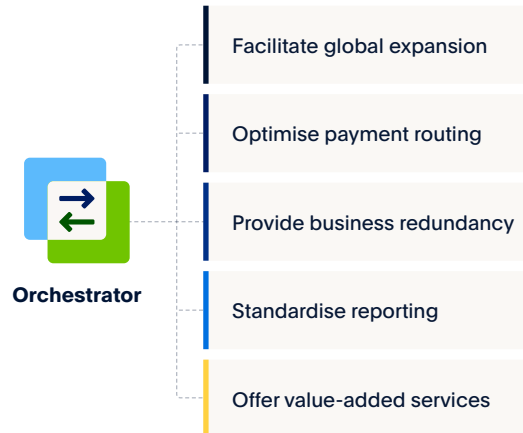 Facilitate global expansion
Optimise payment routing
Provide business redundancy
Orchestrator
Standardise reporting
Offer value-added services